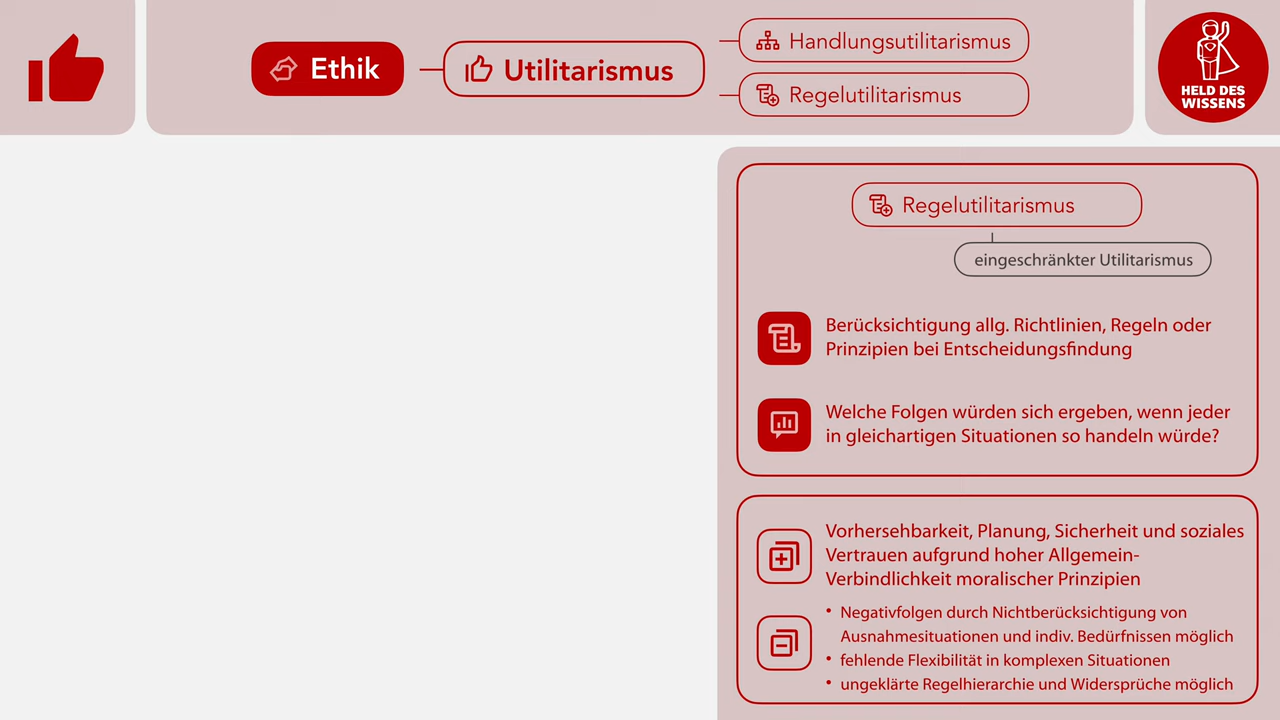 Ethik
Utilitarismus
Handlungsutilitarismus
Regelutilitarismus
HELD DES
WISSENS
Regelutilitarismus
eingeschränkter Utilitarismus
Berücksichtigung allg. Richtlinien, Regeln oder
Prinzipien bei Entscheidungsfindung
Welche Folgen würden sich ergeben, wenn jeder
in gleichartigen Situationen so handeln würde?
Vorhersehbarkeit, Planung, Sicherheit und soziales
Vertrauen aufgrund hoher Allgemein-
Verbindlichkeit moralischer Prinzipien
• Negativfolgen durch Nichtberücksichtigung von
Ausnahmesituationen und indiv. Bedürfnissen möglich
• fehlende Flexibilität in komplexen Situationen
• ungeklärte Regelhierarchie und Widersprüche möglich